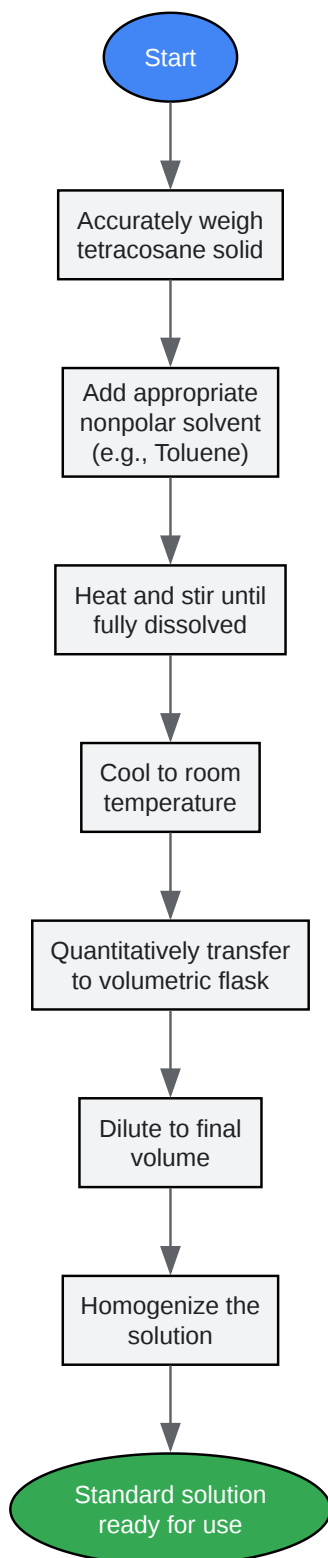 Start
Accurately weigh
tetracosane solid
Add appropriate
nonpolar solvent
(e.g., Toluene)
Heat and stir until
fully dissolved
Cool to room
temperature
Quantitatively transfer
to volumetric flask
Dilute to final
volume
Homogenize the
solution
Standard solution
ready for use